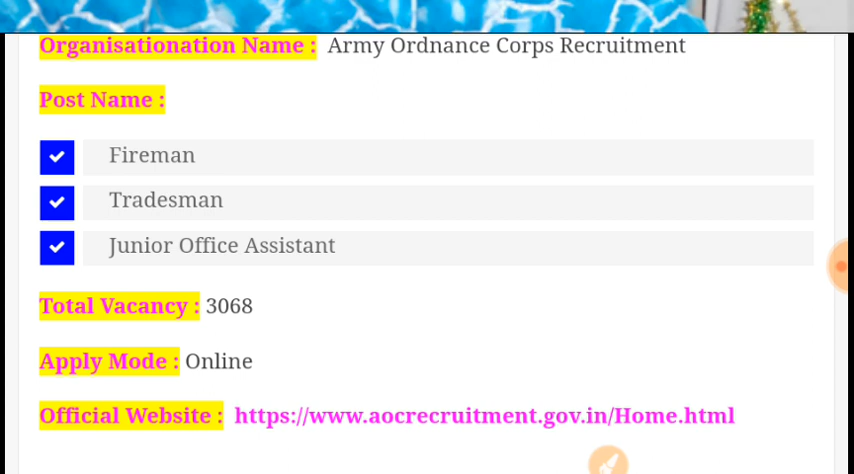 Organisationation Name : Army Ordnance Corps Recruitment
Post Name :
Fireman
Tradesman
Junior Office Assistant
Total Vacancy : 3068
Apply Mode : Online
Official Website : https://www.aocrecruitment.gov.in/Home.html